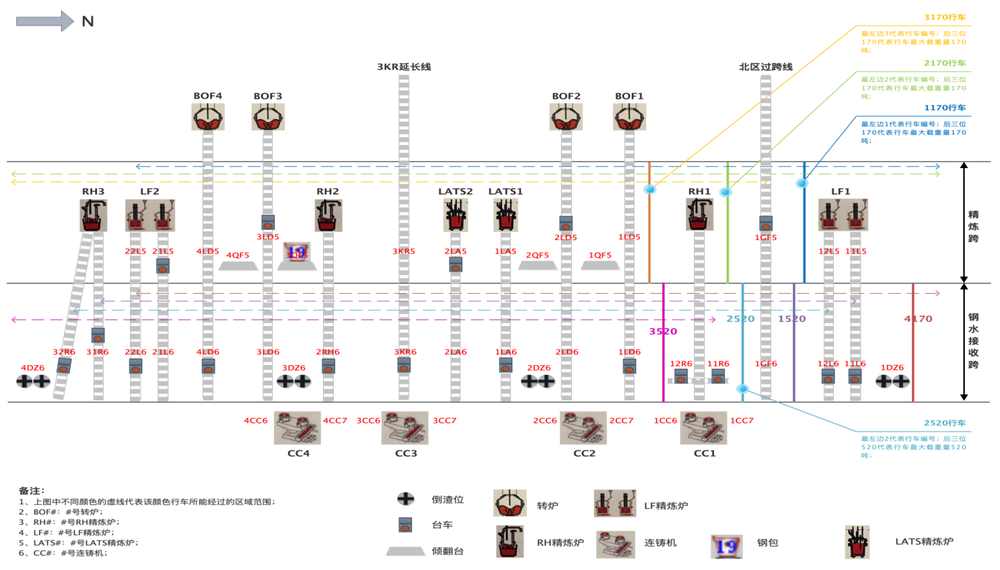 N
3170行车
最左边3代表行车编号；后三位
170代表行车最大载重量170
吨；
2170行车
最左边2代表行车编号；后三位
170代表行车最大载重量170
吨；
1170行车
最左边1代表行车编号；后三位
170代表行车最大载重量170
吨；
3KR延长线
北区过跨线
BOF4
BOF3
BOF2
BOF1
RH3
LF2
RH2
LATS2
LATS1
RH1
LF1
精炼跨
3LD5
2LD5
1LD5
1GF5
22L5
21L5
4LD5
4QF5
19
3QF5
3KR5
2LA5
1LA5
2QF5
1QF5
12L5
11L5
3520
2520
1520
4170
钢水接收跨
32R6
31R6
22L6
21L6
4LD6
3LD6
2RH6
3KR6
2LA6
1LA6
2LD6
1LD6
12R6
11R6
1GF6
12L6
11L6
4DZ6
3DZ6
2DZ6
1DZ6
4CC6
4CC7
3CC6
3CC7
2CC6
2CC7
1CC6
1CC7
CC4
CC3
CC2
CC1
2520行车
最左边2代表行车编号；后三位
520代表行车最大载重量520
吨；
备注：
1、上图中不同颜色的虚线代表该颜色行车所能经过的区域范围；
2、BOF#：#号转炉；
3、RH#：#号RH精炼炉；
4、LF#：#号LF精炼炉；
5、LATS#：#号LATS精炼炉；
6、CC#：#号连铸机；
倒渣位
台车
倾翻台
转炉
RH精炼炉
LF精炼炉
连铸机
19
钢包
LATS精炼炉